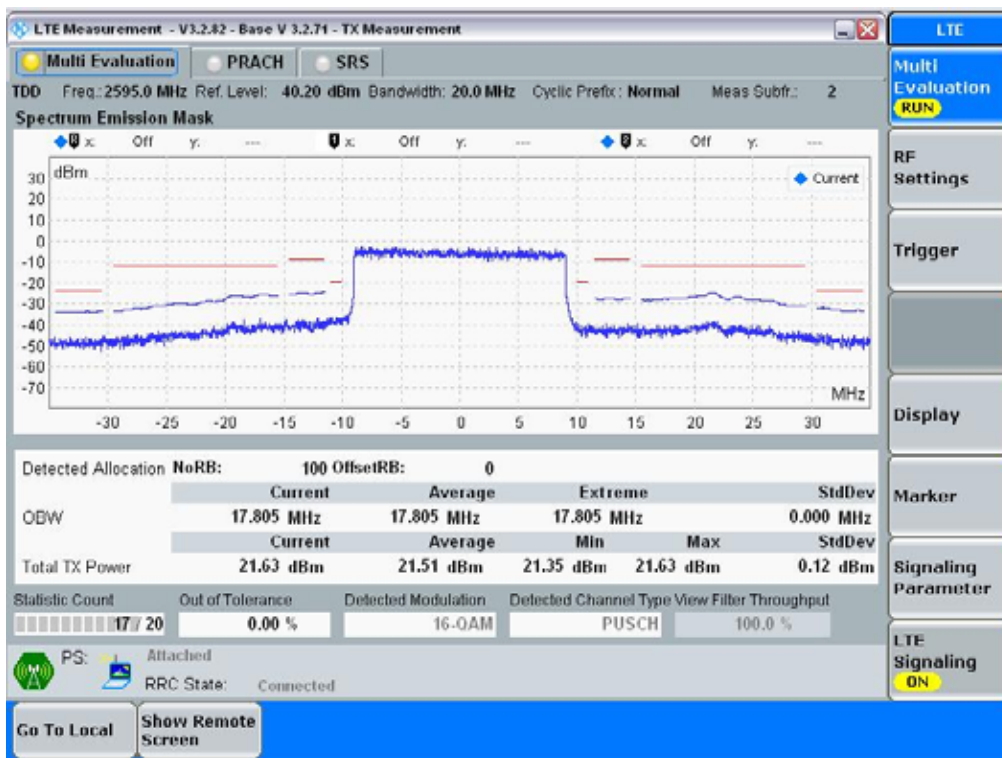 LTE Measurement - V3.2.82 - Base V 3.2.71 - TX Measurement
LTE
Multi Evaluation PRACH SRS
Multi Evaluation RUN
TDD Freq.: 2595.0 MHz Ref. Level: 40.20 dBm Bandwidth: 20.0 MHz Cyclic Prefix: Normal Meas Subfr.: 2
Spectrum Emission Mask
x: Off y: --- 1 x: Off y: --- x: Off y: ---
dBm
Current
30
20
10
0
-10
-20
-30
-40
-50
-60
-70
MHz
-30 -25 -20 -15 -10 -5 0 5 10 15 20 25 30
RF Settings
Trigger
Display
Marker
Signaling Parameter
LTE Signaling ON
Detected Allocation NoRB: 100 OffsetRB: 0
Current Average Extreme StdDev
OBW 17.805 MHz 17.805 MHz 17.805 MHz 0.000 MHz
Current Average Min Max StdDev
Total TX Power 21.63 dBm 21.51 dBm 21.35 dBm 21.63 dBm 0.12 dBm
Statistic Count Out of Tolerance Detected Modulation Detected Channel Type View Filter Throughput
17 / 20 0.00 % 16-QAM PUSCH 100.0 %
PS: Attached
RRC State: Connected
Go To Local
Show Remote Screen